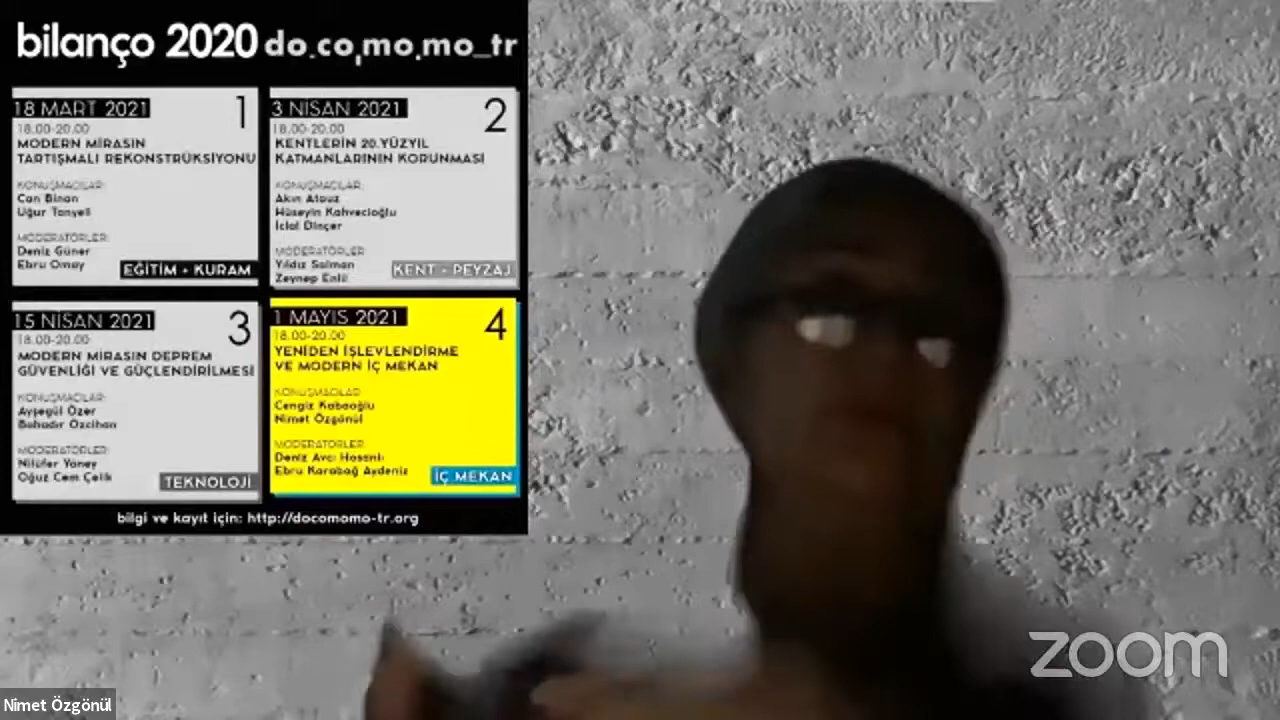 bilanço 2020 do.co,mo.mo_tr
18 MART 2021 1
18.00-20.00
MODERN MİRASIN
TARTIŞMALI REKONSTRÜKSİYONU
KONUŞMACILAR:
Can Binan
Uğur Tanyeli
MODERATÖRLER:
Deniz Güner
Ebru Omay
EĞİTİM - KURAM
3 NİSAN 2021 2
18.00-20.00
KENTLERİN 20.YÜZYIL
KATMANLARININ KORUNMASI
KONUŞMACILAR:
Akın Atauz
Hüseyin Kahvecioğlu
İclal Dinçer
MODERATÖRLER:
Yıldız Salman
Zeynep Enlil
KENT - PEYZAJ
15 NİSAN 2021 3
18.00-20.00
MODERN MİRASIN DEPREM
GÜVENLİĞİ VE GÜÇLENDİRİLMESİ
KONUŞMACILAR:
Ayşegül Özer
Bahadır Özcihan
MODERATÖRLER:
Nilüfer Yöney
Oğuz Cem Çelik
TEKNOLOJİ
1 MAYIS 2021 4
18.00-20.00
YENİDEN İŞLEVLENDİRME
VE MODERN İÇ MEKAN
KONUŞMACILAR:
Cengiz Kabaoğlu
Nimet Özgönül
MODERATÖRLER:
Deniz Avcı Hosanlı
Ebru Karabağ Aydeniz
İÇ MEKAN
bilgi ve kayıt için: http://docomomo-tr.org
zoom
Nimet Özgönül